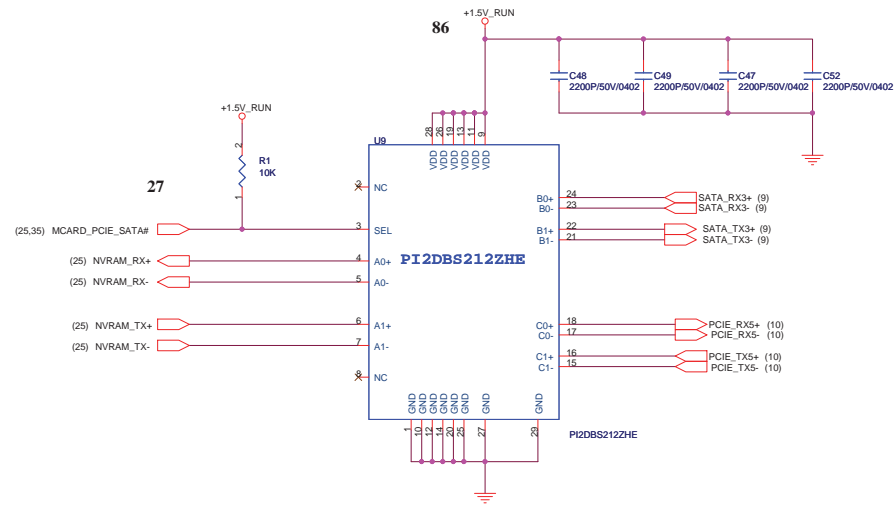 86
+1.5V_RUN
C48
2200P/50V/0402
C49
2200P/50V/0402
C47
2200P/50V/0402
C52
2200P/50V/0402
+1.5V_RUN
2
R1
10K
1
27
28
26
19
13
11
9
U9
VDD
VDD
VDD
VDD
VDD
VDD
2
NC
(25,35) MCARD_PCIE_SATA#
3
SEL
(25) NVRAM_RX+
4
A0+
(25) NVRAM_RX-
5
A0-
(25) NVRAM_TX+
6
A1+
(25) NVRAM_TX-
7
A1-
8
NC
PI2DBS212ZHE
B0+
24
SATA_RX3+ (9)
B0-
23
SATA_RX3- (9)
B1+
22
SATA_TX3+ (9)
B1-
21
SATA_TX3- (9)
C0+
18
PCIE_RX5+ (10)
C0-
17
PCIE_RX5- (10)
C1+
16
PCIE_TX5+ (10)
C1-
15
PCIE_TX5- (10)
GND
GND
GND
GND
GND
GND
GND
GND
1
10
12
14
20
25
27
29
PI2DBS212ZHE